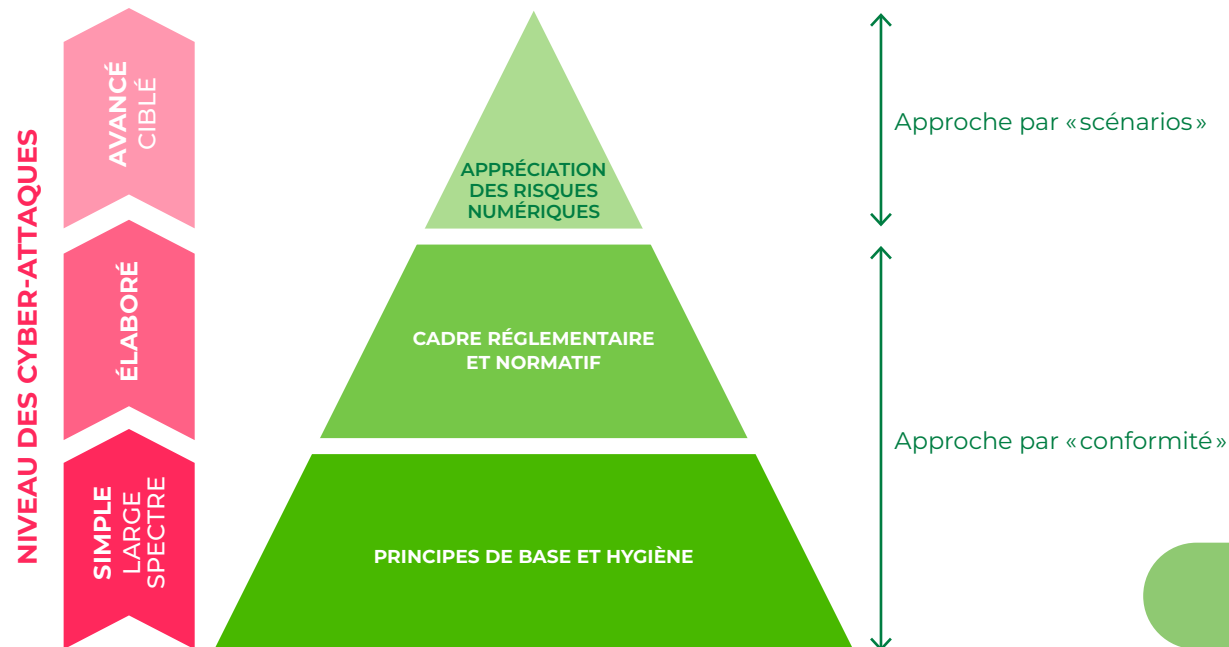 NIVEAU DES CYBER-ATTAQUES
AVANCÉ
CIBLÉ
ÉLABORÉ
SIMPLE
LARGE
SPECTRE
APPRÉCIATION
DES RISQUES
NUMÉRIQUES
CADRE RÉGLEMENTAIRE
ET NORMATIF
PRINCIPES DE BASE ET HYGIÈNE
Approche par «scénarios»
Approche par «conformité»